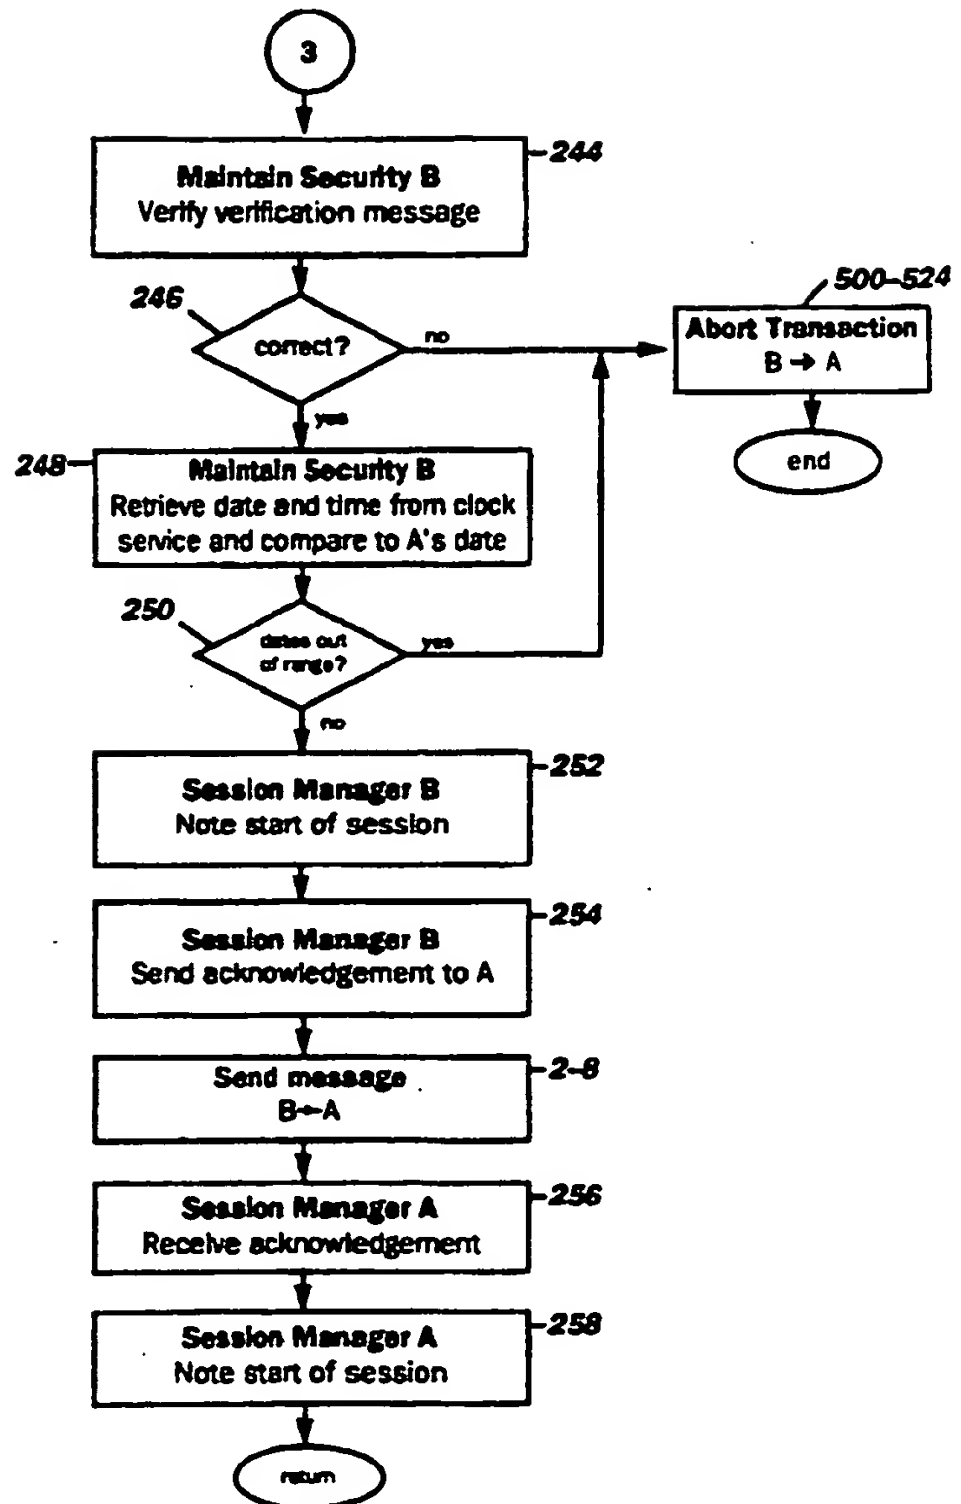 3
Maintain Security B
Verify verification message
244
246
correct?
no
500-524
Abort Transaction
B → A
end
yes
248
Maintain Security B
Retrieve date and time from clock
service and compare to A's date
250
dates out
of range?
yes
no
Session Manager B
Note start of session
252
Session Manager B
Send acknowledgement to A
254
Send message
B→A
2-8
Session Manager A
Receive acknowledgement
256
Session Manager A
Note start of session
258
return